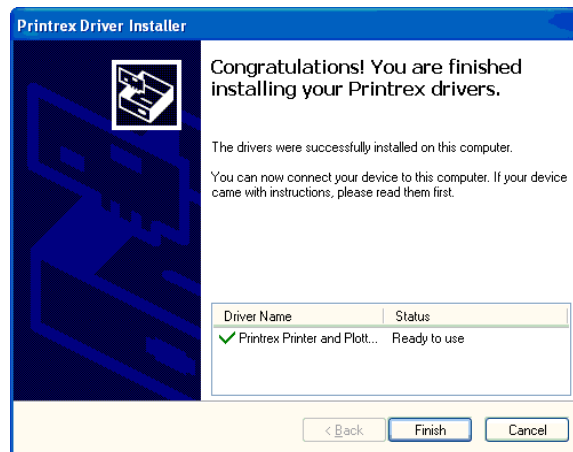 Printrex Driver Installer
Congratulations! You are finished
installing your Printrex drivers.
The drivers were successfully installed on this computer.
You can now connect your device to this computer. If your device
came with instructions, please read them first.
Driver Name Status
Printrex Printer and Plott... Ready to use
< Back Finish Cancel